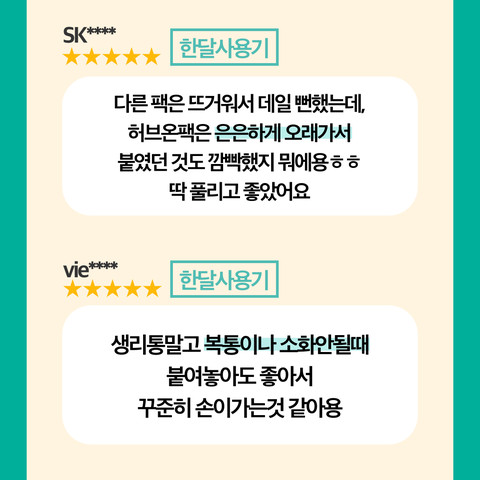 SK****
한달사용기
★★★★★
다른 팩은 뜨거워서 데일 뻔했는데,
허브온팩은 은은하게 오래가서
붙였던 것도 깜빡했지 뭐에용ㅎㅎ
딱 풀리고 좋았어요
vie****
한달사용기
★★★★★
생리통말고 복통이나 소화안될때
붙여놓아도 좋아서
꾸준히 손이가는것 같아용